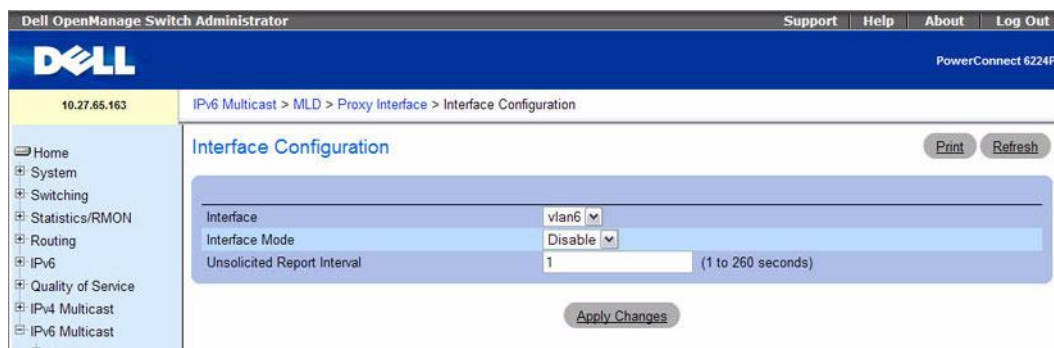 Dell OpenManage Switch Administrator Support Help About Log Out
DELL
PowerConnect 6224P
10.27.65.163
IPv6 Multicast > MLD > Proxy Interface > Interface Configuration
Home
System
Switching
Statistics/RMON
Routing
IPv6
Quality of Service
IPv4 Multicast
IPv6 Multicast
Interface Configuration
Print Refresh
Interface vlan6
Interface Mode Disable
Unsolicited Report Interval 1 (1 to 260 seconds)
Apply Changes